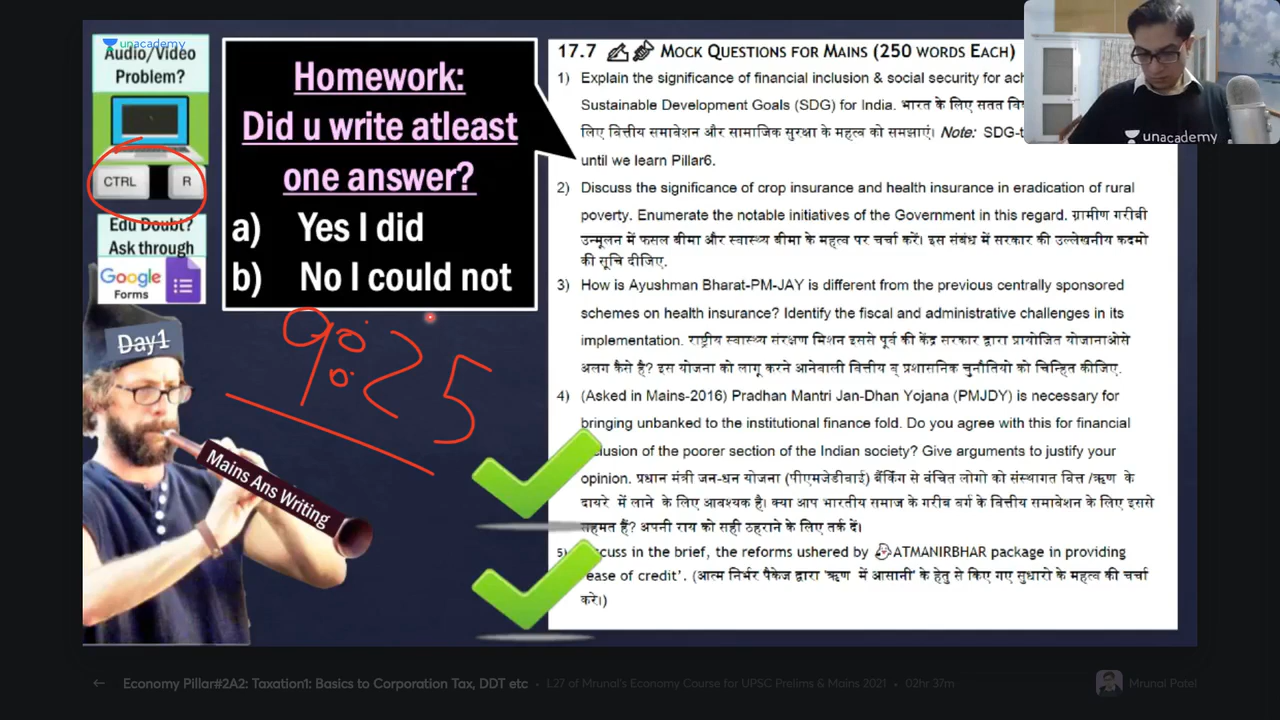 unacademy
Audio/Video
Problem?
CTRL R
Edu Doubt?
Ask through
Google
Forms
Day1
Mains Ans Writing
Homework:
Did u write atleast
one answer?
a) Yes I did
b) No I could not
9:25
17.7 MOCK QUESTIONS FOR MAINS (250 WORDS EACH)
1) Explain the significance of financial inclusion & social security for
Sustainable Development Goals (SDG) for India. भारत के लिए सतत
लिए वित्तीय समावेशन और सामाजिक सुरक्षा के महत्व को समझाएं। Note:
until we learn Pillar6.
2) Discuss the significance of crop insurance and health insurance in eradication of rural
poverty. Enumerate the notable initiatives of the Government in this regard. ग्रामीण गरीबी
उन्मूलन में फसल बीमा और स्वास्थ्य बीमा के महत्व पर चर्चा करें। इस संबंध में सरकार की उल्लेखनीय कदमो
की सूचि दीजिए.
3) How is Ayushman Bharat-PM-JAY is different from the previous centrally sponsored
schemes on health insurance? Identify the fiscal and administrative challenges in its
implementation. राष्ट्रीय स्वास्थ्य संरक्षण मिशन इससे पूर्व की केंद्र सरकार द्वारा प्रायोजित योजनाओसे
अलग कैसे है? इस योजना को लागू करने आनेवाली वित्तीय व् प्रशासनिक चुनौतियो को चिन्हित कीजिए.
4) (Asked in Mains-2016) Pradhan Mantri Jan-Dhan Yojana (PMJDY) is necessary for
bringing unbanked to the institutional finance fold. Do you agree with this for financial
clusion of the poorer section of the Indian society? Give arguments to justify your
opinion. प्रधान मंत्री जन-धन योजना (पीएमजेडीवाई) बैंकिंग से वंचित लोगो को संस्थागत वित्त /ऋण के
दायरे में लाने के लिए आवश्यक है। क्या आप भारतीय समाज के गरीब वर्ग के वित्तीय समावेशन के लिए इससे
सहमत हैं? अपनी राय को सही ठहराने के लिए तर्क दें।
5) scuss in the brief, the reforms ushered by ATMANIRBHAR package in providing
ease of credit'. (आत्म निर्भर पैकेज द्वारा 'ऋण में आसानी' के हेतु से किए गए सुधारो के महत्व की चर्चा
करे।)
unacademy
← Economy Pillar#2A2: Taxation1: Basics to Corporation Tax, DDT etc • L27 of Mrunal's Economy Course for UPSC Prelims & Mains 2021 • 02hr 37m
Mrunal Patel